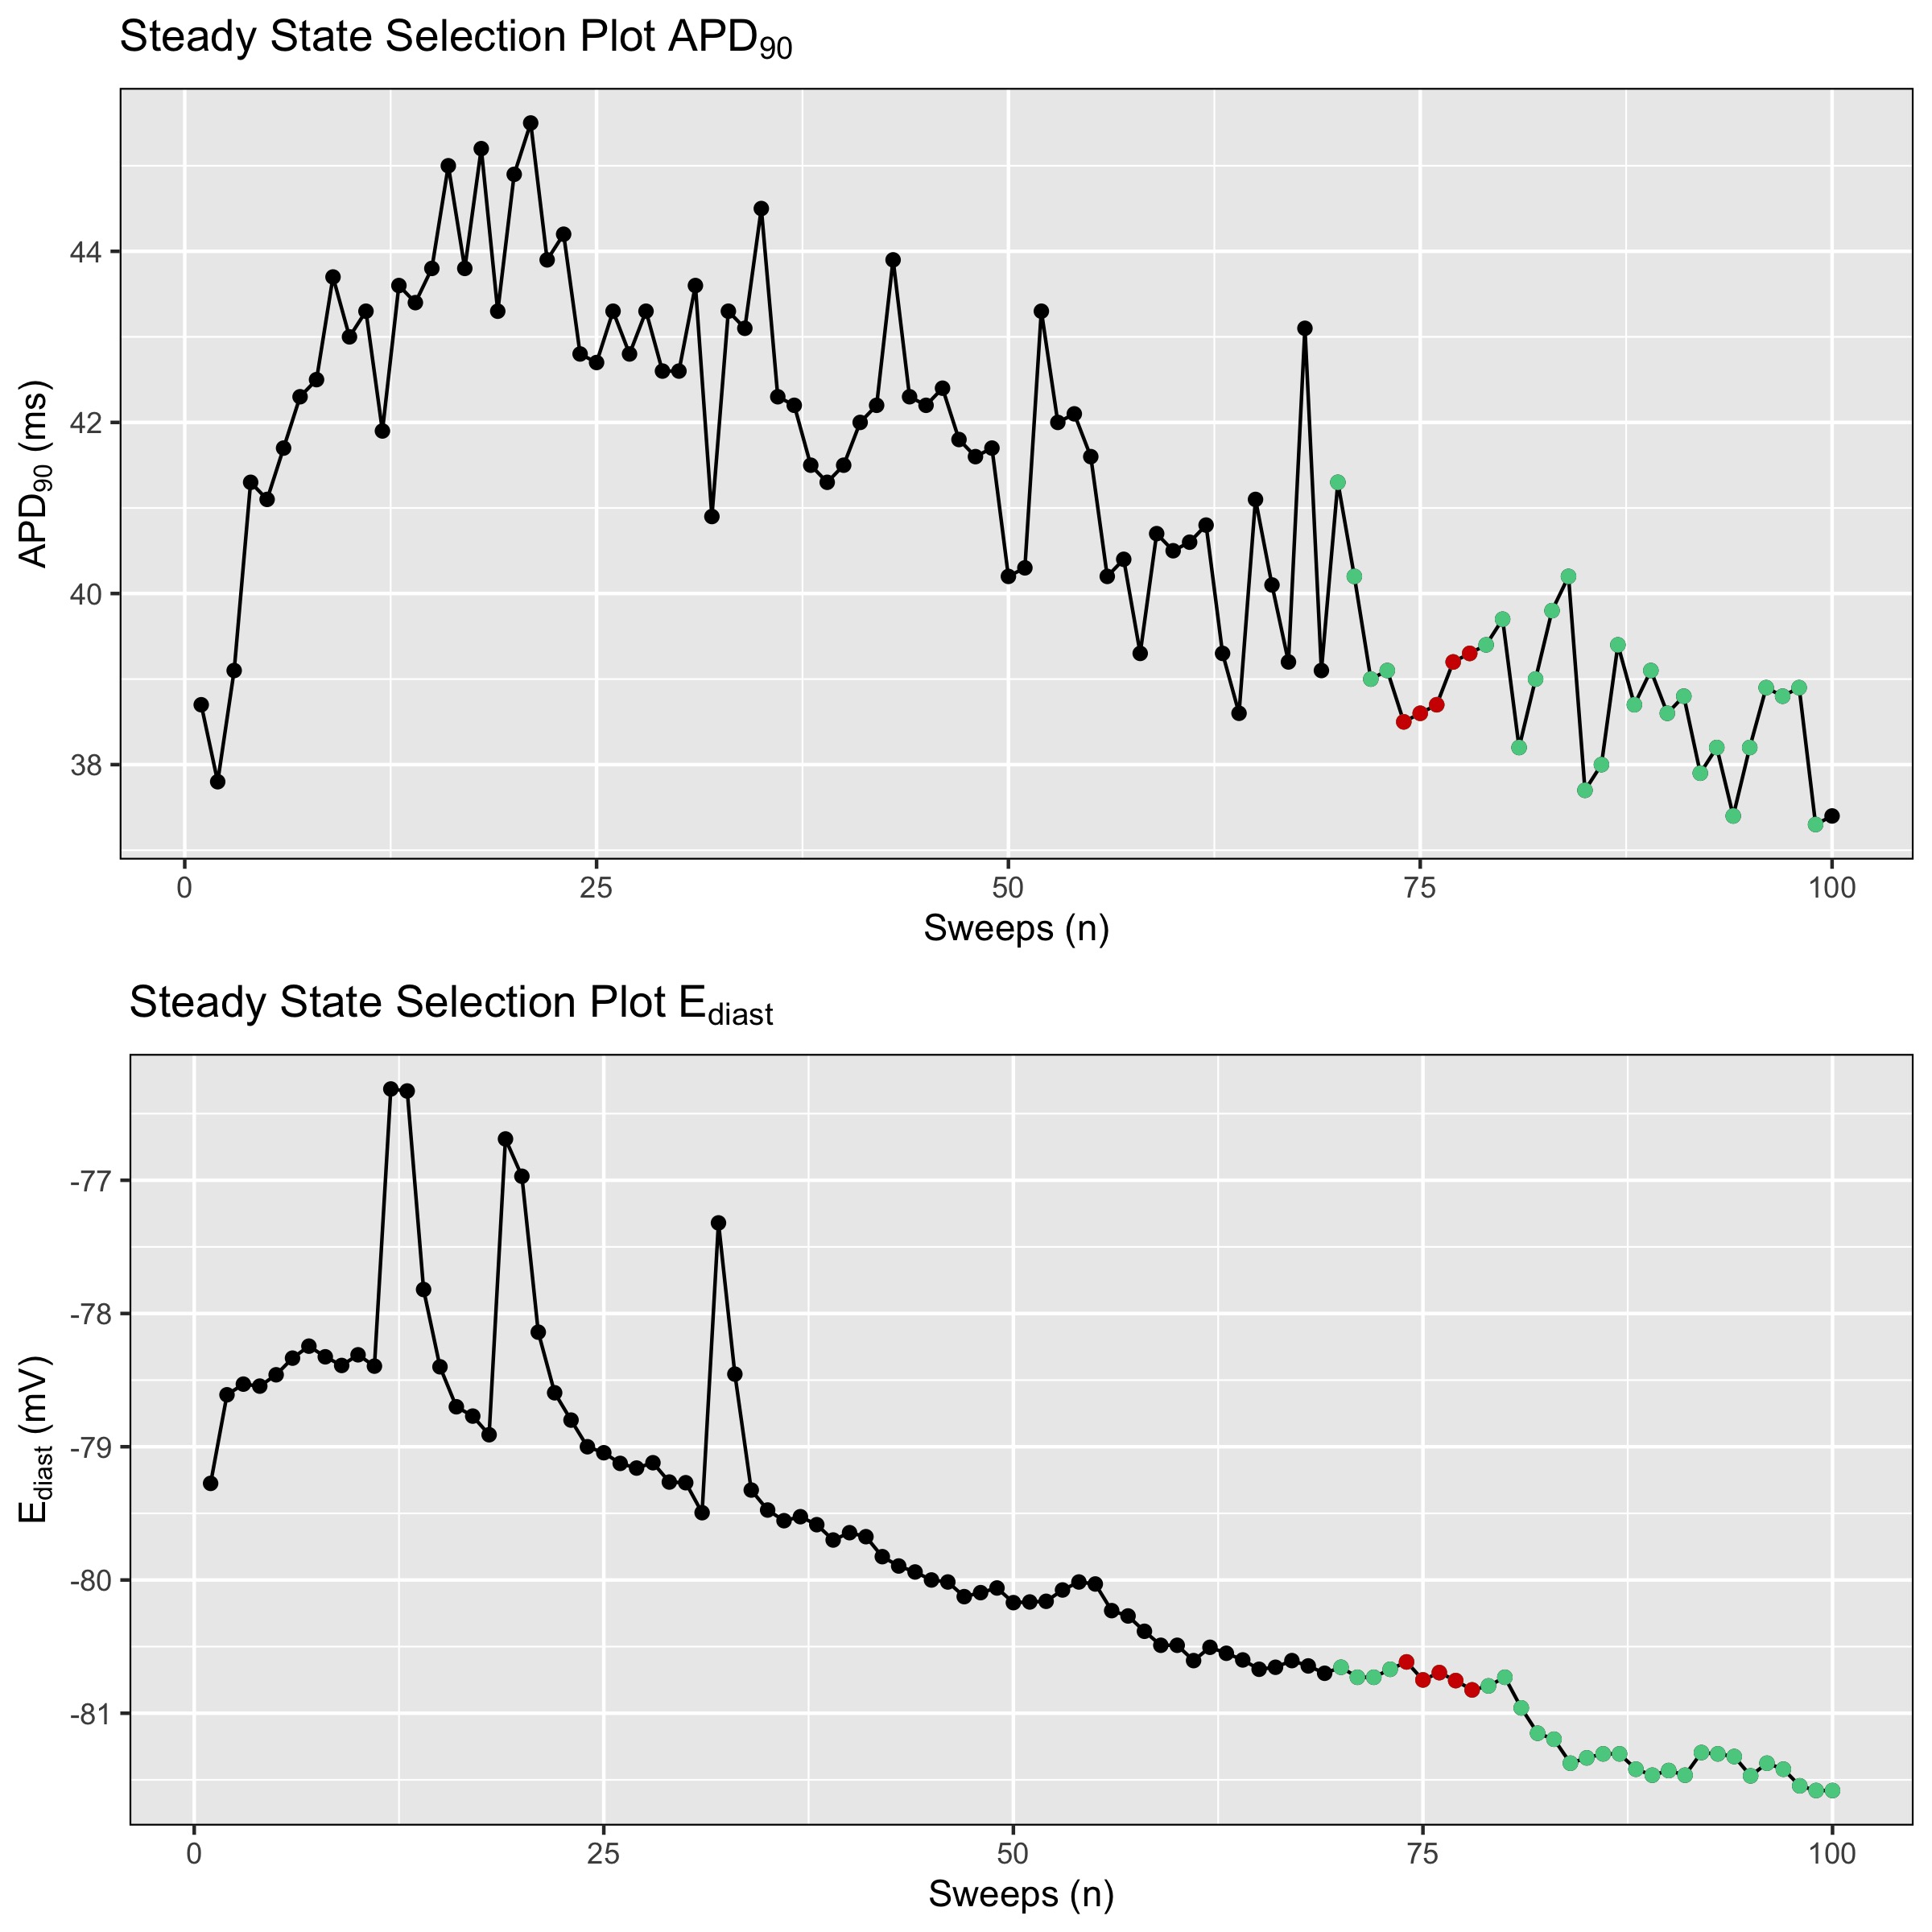 Steady State Selection Plot APD90
APD90 (ms)
44
42
40
38
0 25 50 75 100
Sweeps (n)
Steady State Selection Plot Ediast
Ediast (mV)
-77
-78
-79
-80
-81
0 25 50 75 100
Sweeps (n)